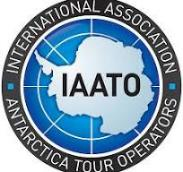 INTERNATIONAL ASSOCIATION
IAATO
ANTARCTICA TOUR OPERATORS